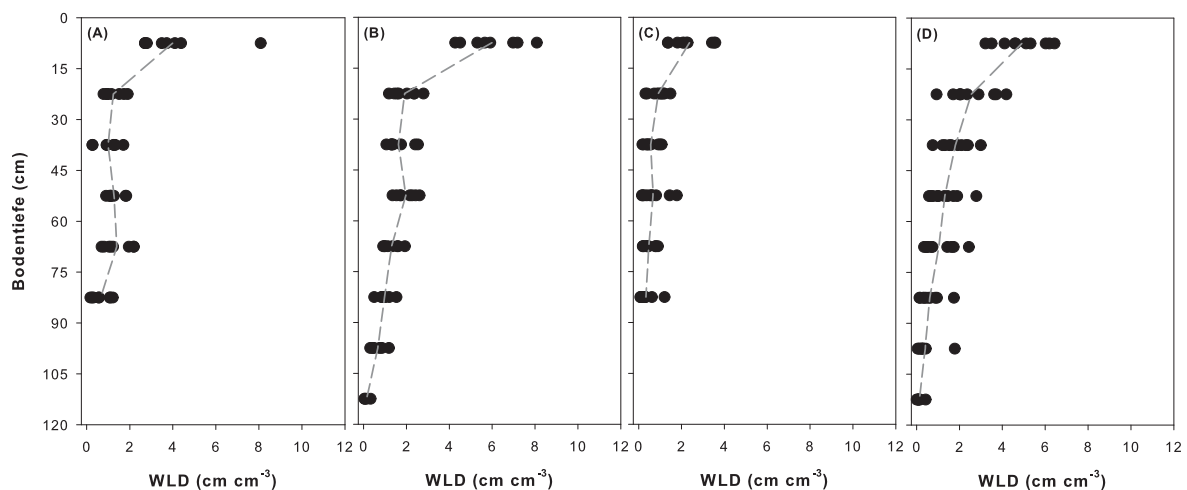 (A) (B) (C) (D)
0
15
30
45
60
75
90
105
120
Bodentiefe (cm)
0 2 4 6 8 12 0 2 4 6 8 12 0 2 4 6 8 10 12 0 2 4 6 8 10 12
WLD (cm cm⁻³) WLD (cm cm⁻³) WLD (cm cm⁻³) WLD (cm cm⁻³)